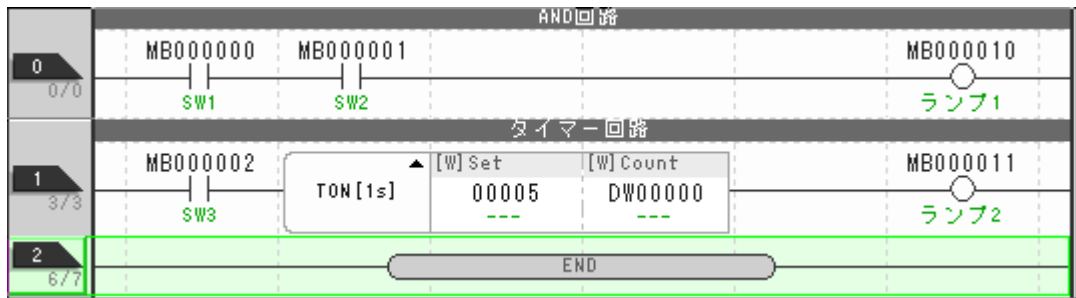 AND回路
0 MB000000 MB000001 MB000010
0/0
SW1 SW2 ランプ1
タイマー回路
1 MB000002 TON[1s] [W]Set [W]Count MB000011
00005 DW00000
3/3
SW3 --- --- ランプ2
2 END
6/7